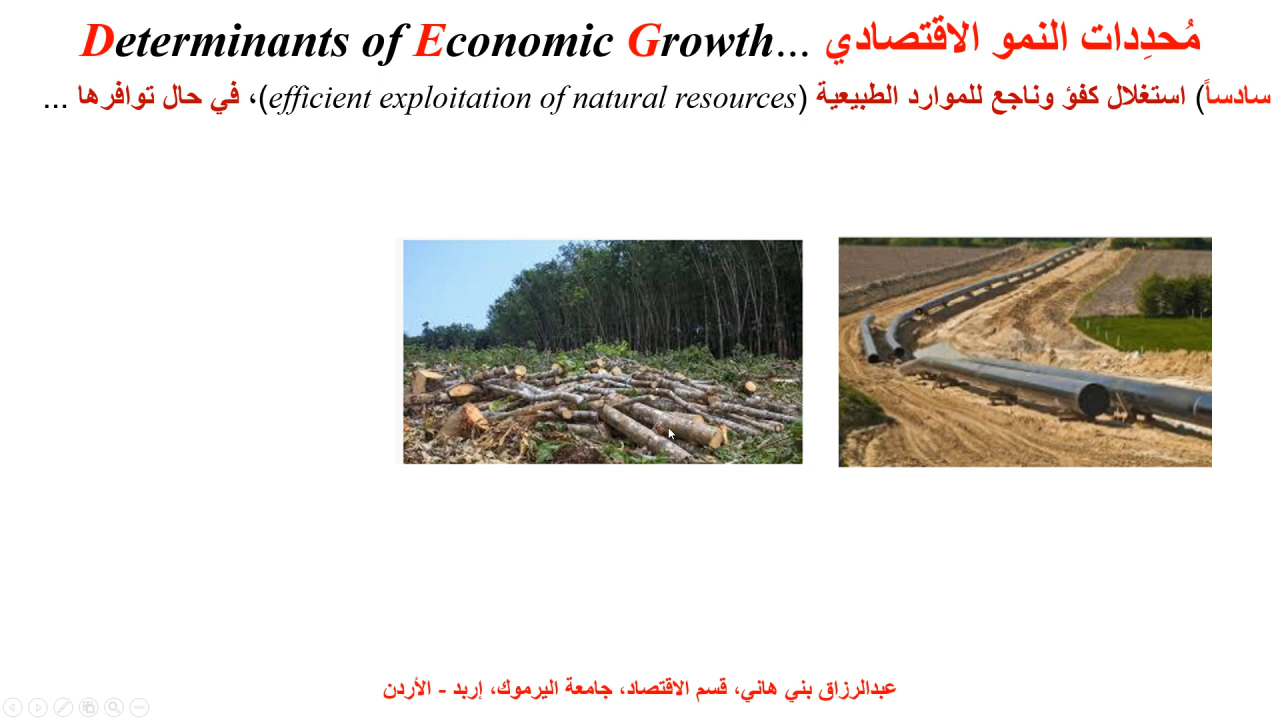 مُحدِدات النمو الاقتصادي ...Determinants of Economic Growth
سادساً) استغلال كفؤ وناجع للموارد الطبيعية (efficient exploitation of natural resources)، في حال توافرها ...
عبدالرزاق بني هاني، قسم الاقتصاد، جامعة اليرموك، إربد - الأردن